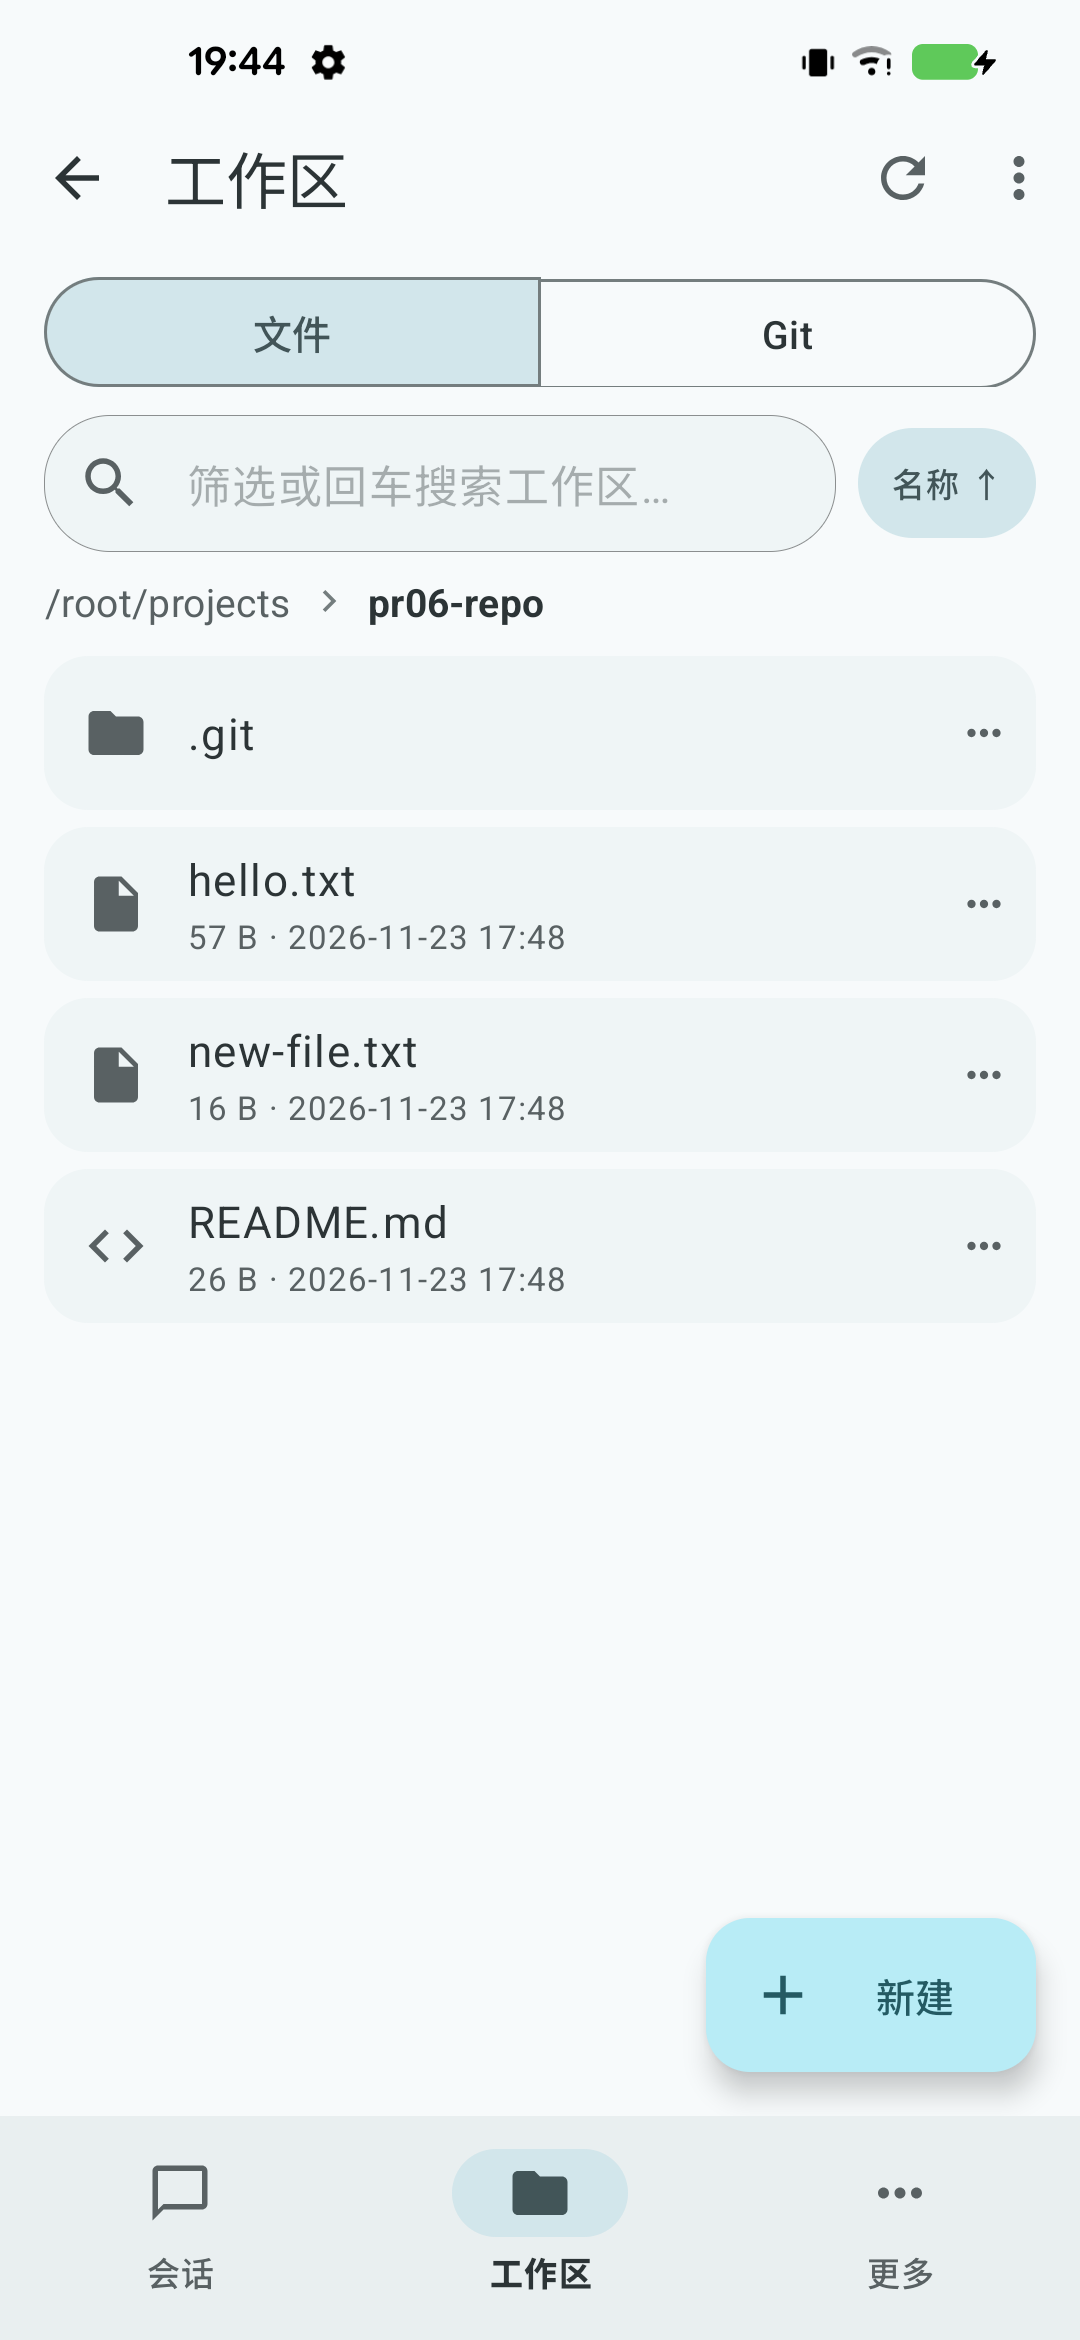 19:44
工作区
文件
Git
筛选或回车搜索工作区...
名称 ↑
/root/projects > pr06-repo
.git
hello.txt
57 B · 2026-11-23 17:48
new-file.txt
16 B · 2026-11-23 17:48
README.md
26 B · 2026-11-23 17:48
新建
会话
工作区
更多